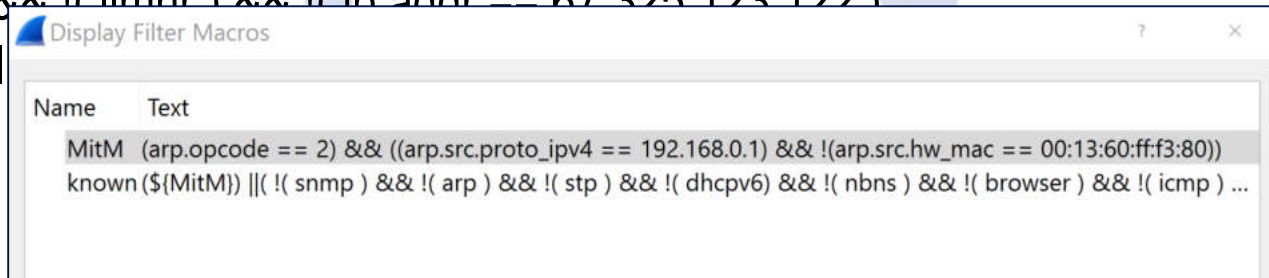 Display Filter Macros ? ×
Name Text
MitM (arp.opcode == 2) && ((arp.src.proto_ipv4 == 192.168.0.1) && !(arp.src.hw_mac == 00:13:60:ff:f3:80))
known (${MitM}) ||( !( snmp ) && !( arp ) && !( stp ) && !( dhcpv6) && !( nbns ) && !( browser ) && !( icmp ) ...